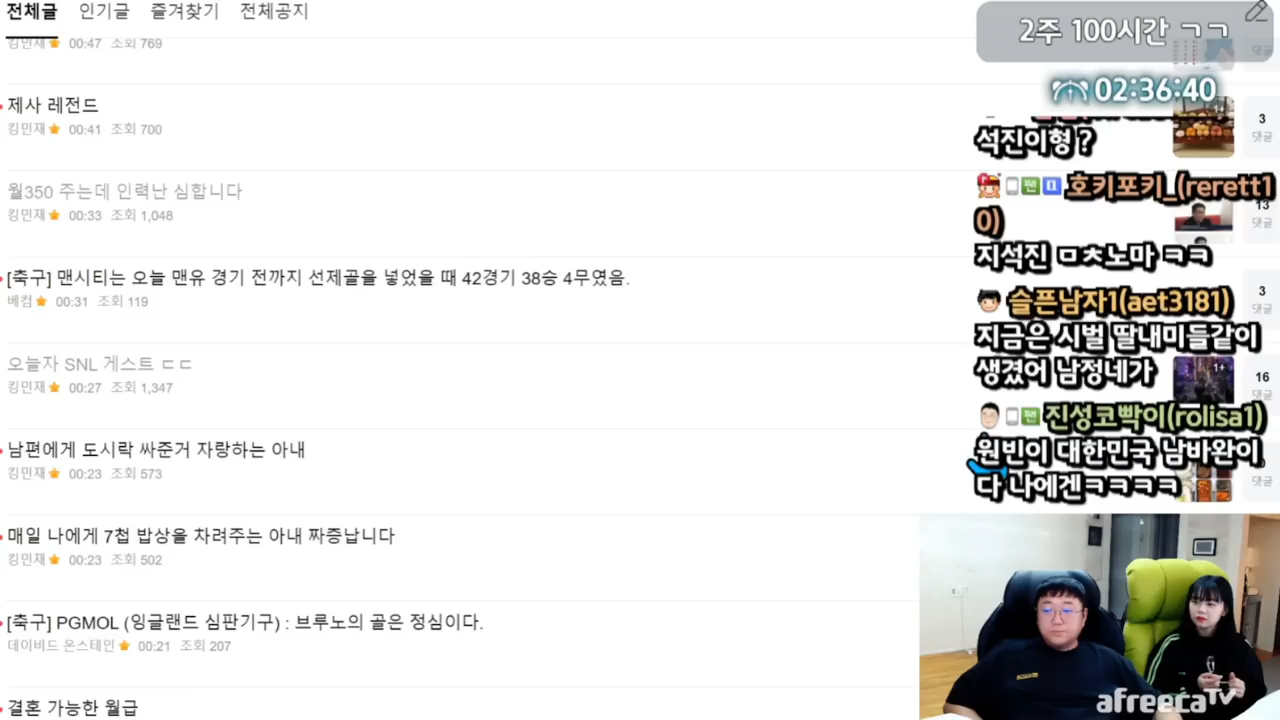 전체글 인기글 즐겨찾기 전체공지
킹민재 00:47 조회 769
제사 레전드
킹민재 00:41 조회 700
월350 주는데 인력난 심합니다
킹민재 00:33 조회 1,048
[축구] 맨시티는 오늘 맨유 경기 전까지 선제골을 넣었을 때 42경기 38승 4무였음.
베컴 00:31 조회 119
오늘자 SNL 게스트 ㄷㄷ
킹민재 00:27 조회 1,347
남편에게 도시락 싸준거 자랑하는 아내
킹민재 00:23 조회 573
매일 나에게 7첩 밥상을 차려주는 아내 짜증납니다
킹민재 00:23 조회 502
[축구] PGMOL (잉글랜드 심판기구) : 브루노의 골은 정심이다.
데이비드 온스테인 00:21 조회 207
결혼 가능한 월급
2주 100시간 ㄱㄱ
댓글
02:36:40
3
댓글
석진이형?
호키포키_(rerett1
0)
13
댓글
지석진 ㅁㅊ노마 ㅋㅋ
3
댓글
슬픈남자1(aet3181)
지금은 시벌 딸내미들같이
생겼어 남정네가
1+
16
댓글
진성코빡이(rolisa1)
원빈이 대한민국 남바완이
다 나에겐ㅋㅋㅋㅋ
댓글
afreecaTV